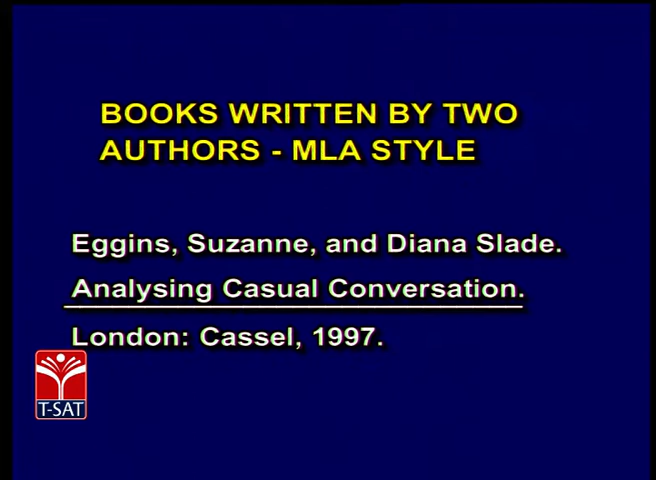 BOOKS WRITTEN BY TWO
AUTHORS - MLA STYLE
Eggins, Suzanne, and Diana Slade.
Analysing Casual Conversation.
London: Cassel, 1997.
T-SAT